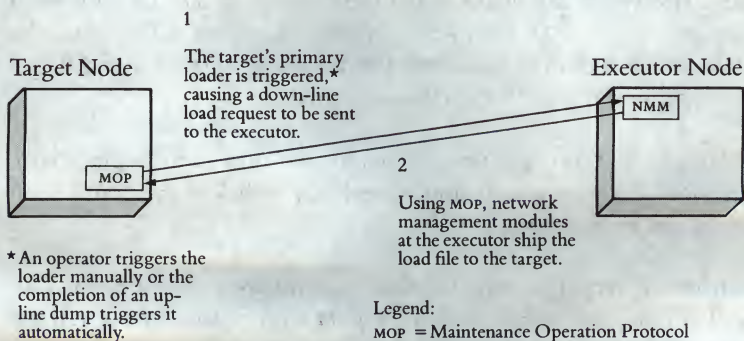 1
The target's primary
loader is triggered,★
causing a down-line
load request to be sent
to the executor.
Target Node
Executor Node
MOP
NMM
2
Using MOP, network
management modules
at the executor ship the
load file to the target.
★ An operator triggers the
loader manually or the
completion of an up-
line dump triggers it
automatically.
Legend:
MOP = Maintenance Operation Protocol